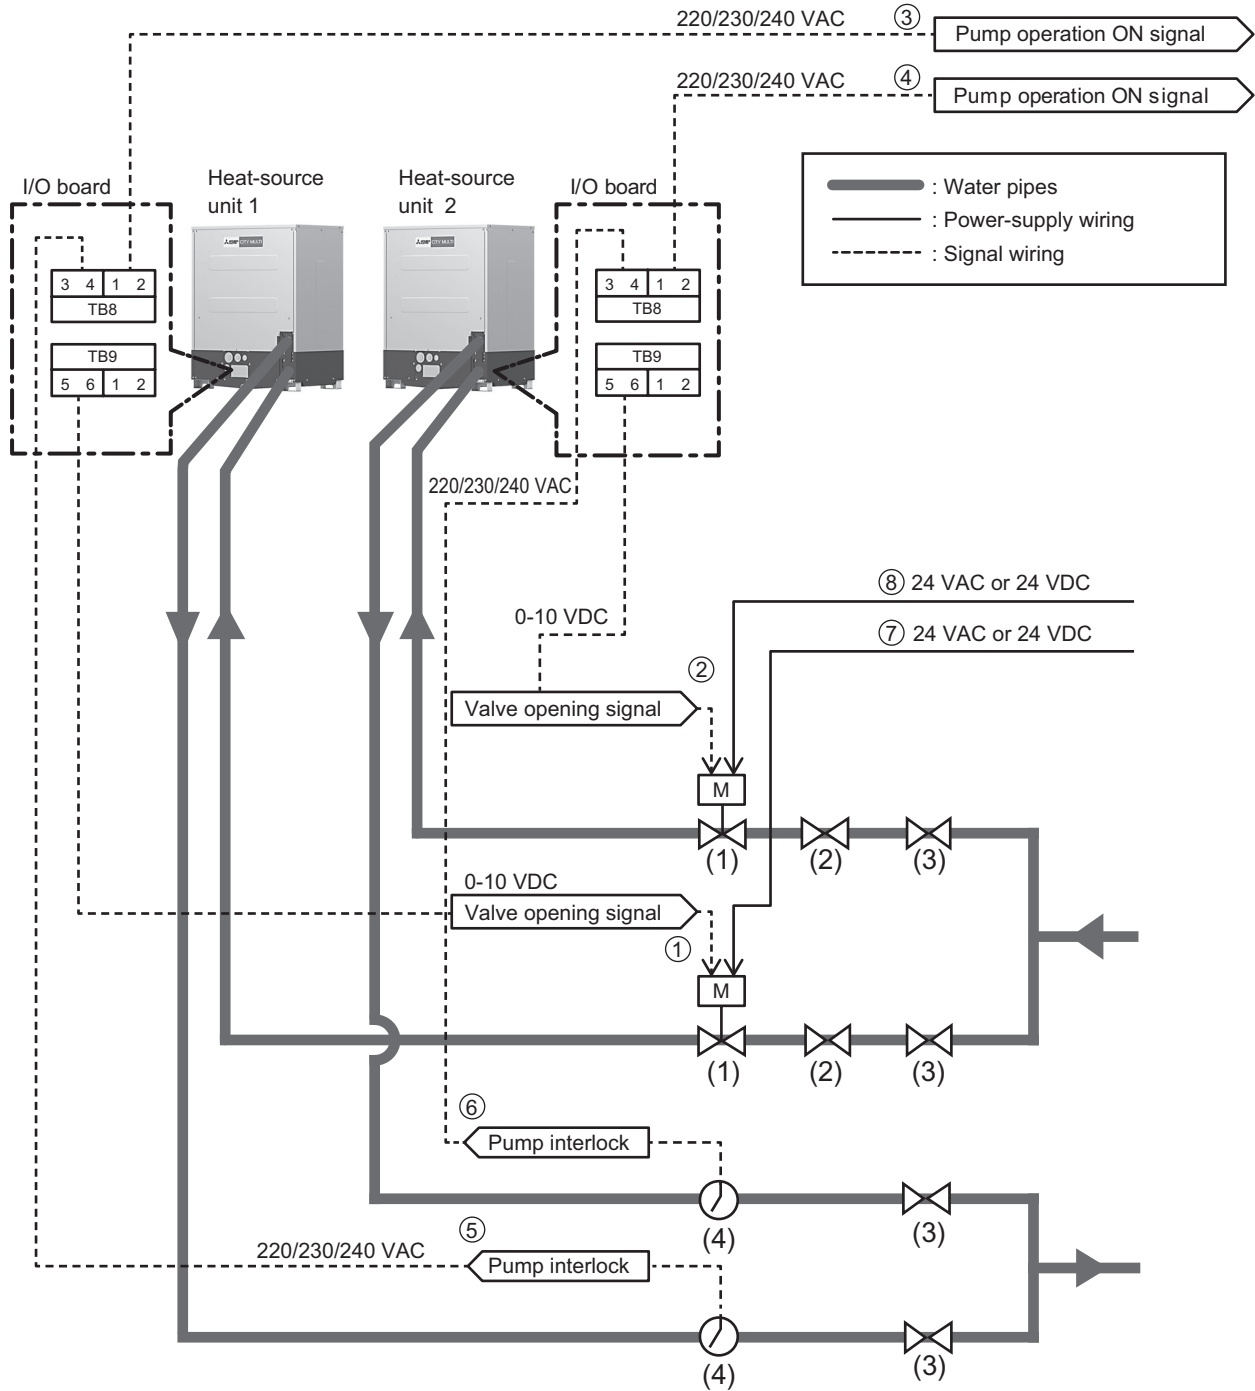 220/230/240 VAC ③ Pump operation ON signal
220/230/240 VAC ④ Pump operation ON signal
I/O board
Heat-source
unit 1
Heat-source
unit 2
I/O board
: Water pipes
: Power-supply wiring
: Signal wiring
CITY MULTI
CITY MULTI
3 4 1 2
TB8
TB9
5 6 1 2
3 4 1 2
TB8
TB9
5 6 1 2
220/230/240 VAC
⑧ 24 VAC or 24 VDC
0-10 VDC
⑦ 24 VAC or 24 VDC
②
Valve opening signal
M
(1) (2) (3)
0-10 VDC
Valve opening signal
①
M
(1) (2) (3)
⑥
Pump interlock
(4) (3)
⑤
220/230/240 VAC
Pump interlock
(4) (3)